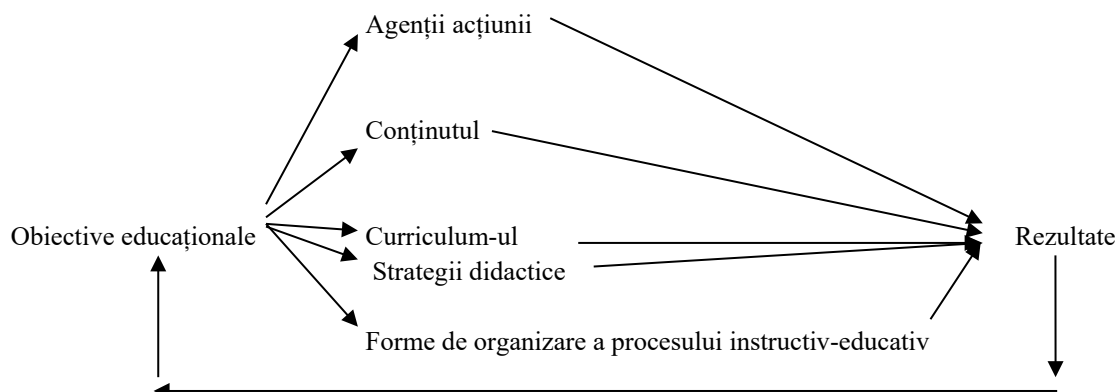 Agenții acțiunii
Conținutul
Obiective educaționale
Curriculum-ul
Rezultate
Strategii didactice
Forme de organizare a procesului instructiv-educativ